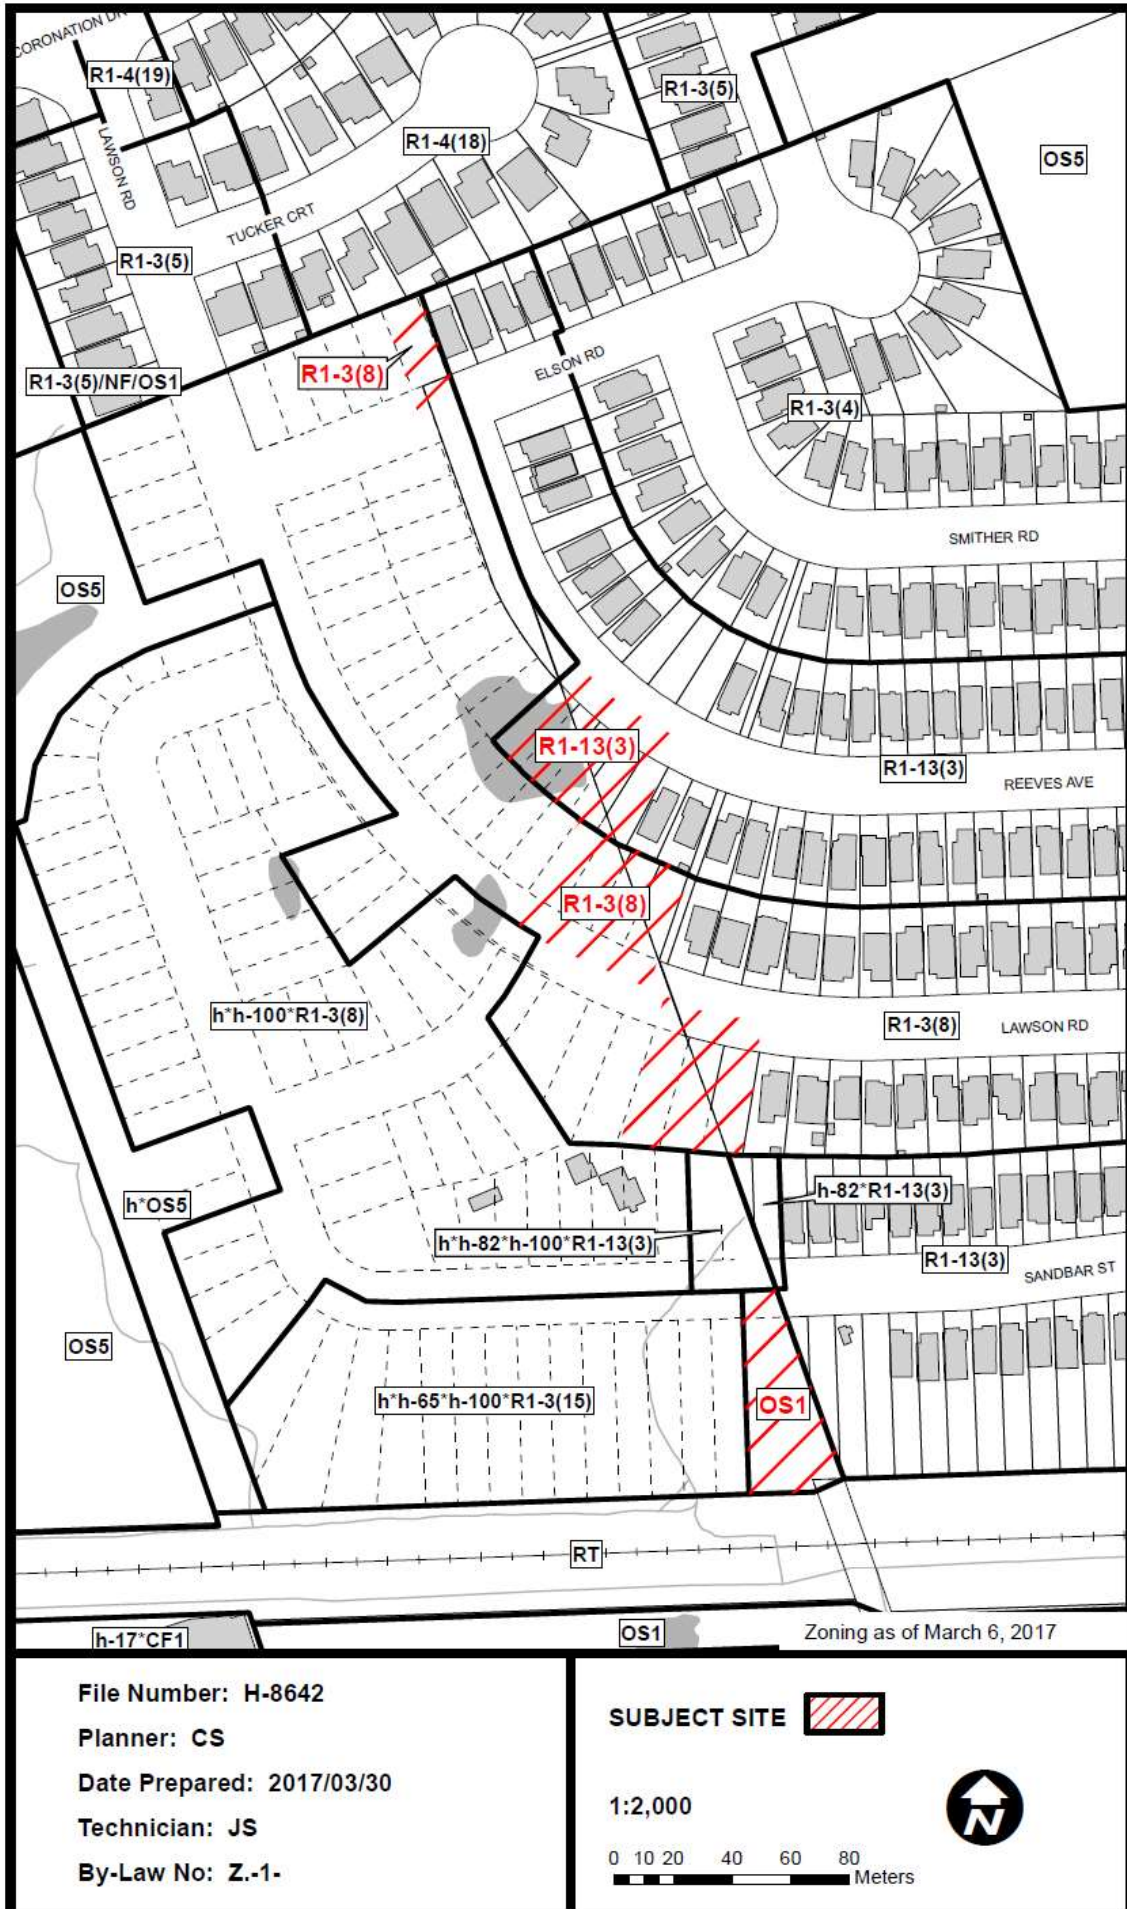 CORONATION DR
R1-4(19)
R1-3(5)
R1-4(18)
OS5
LAWSON RD
TUCKER CRT
R1-3(5)
R1-3(8)
ELSON RD
R1-3(5)/NF/OS1
R1-3(4)
SMITHER RD
OS5
R1-13(3)
R1-13(3)
REEVES AVE
R1-3(8)
h*h-100*R1-3(8)
R1-3(8)
LAWSON RD
h*OS5
h-82*R1-13(3)
h*h-82*h-100*R1-13(3)
R1-13(3)
SANDBAR ST
OS5
h*h-65*h-100*R1-3(15)
OS1
RT
h-17*CF1
OS1
Zoning as of March 6, 2017
File Number: H-8642
Planner: CS
Date Prepared: 2017/03/30
Technician: JS
By-Law No: Z.-1-
SUBJECT SITE
1:2,000
N
0 10 20 40 60 80
Meters